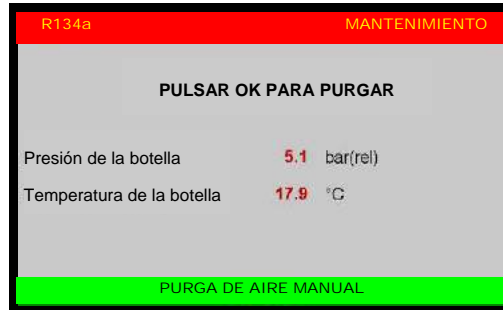 R134a MANTENIMIENTO
PULSAR OK PARA PURGAR
Presión de la botella 5.1 bar(rel)
Temperatura de la botella 17.9 °C
PURGA DE AIRE MANUAL